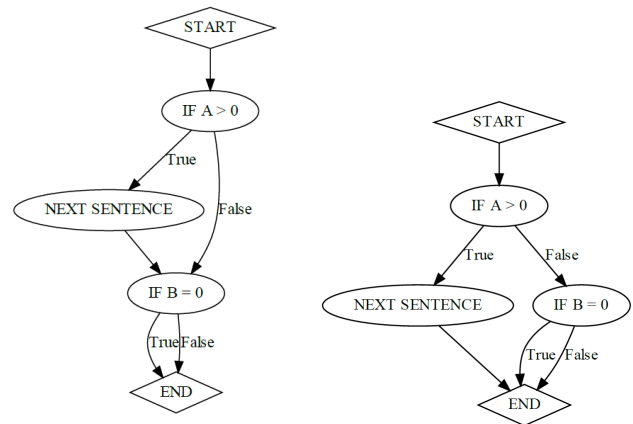 START
IF A > 0
True
NEXT SENTENCE
False
IF B = 0
True
False
END
START
IF A > 0
True
False
NEXT SENTENCE
IF B = 0
True
False
END